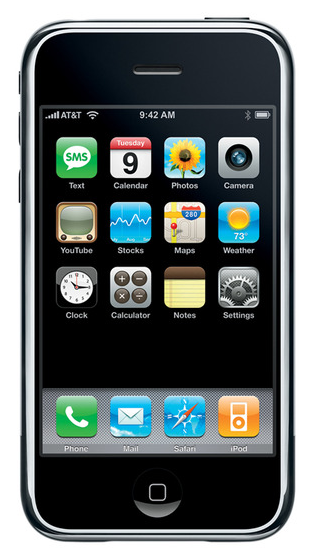 AT&T 9:42 AM
SMS Tuesday 9
Text Calendar Photos Camera
280 73°
YouTube Stocks Maps Weather
Clock Calculator Notes Settings
Phone Mail Safari iPod